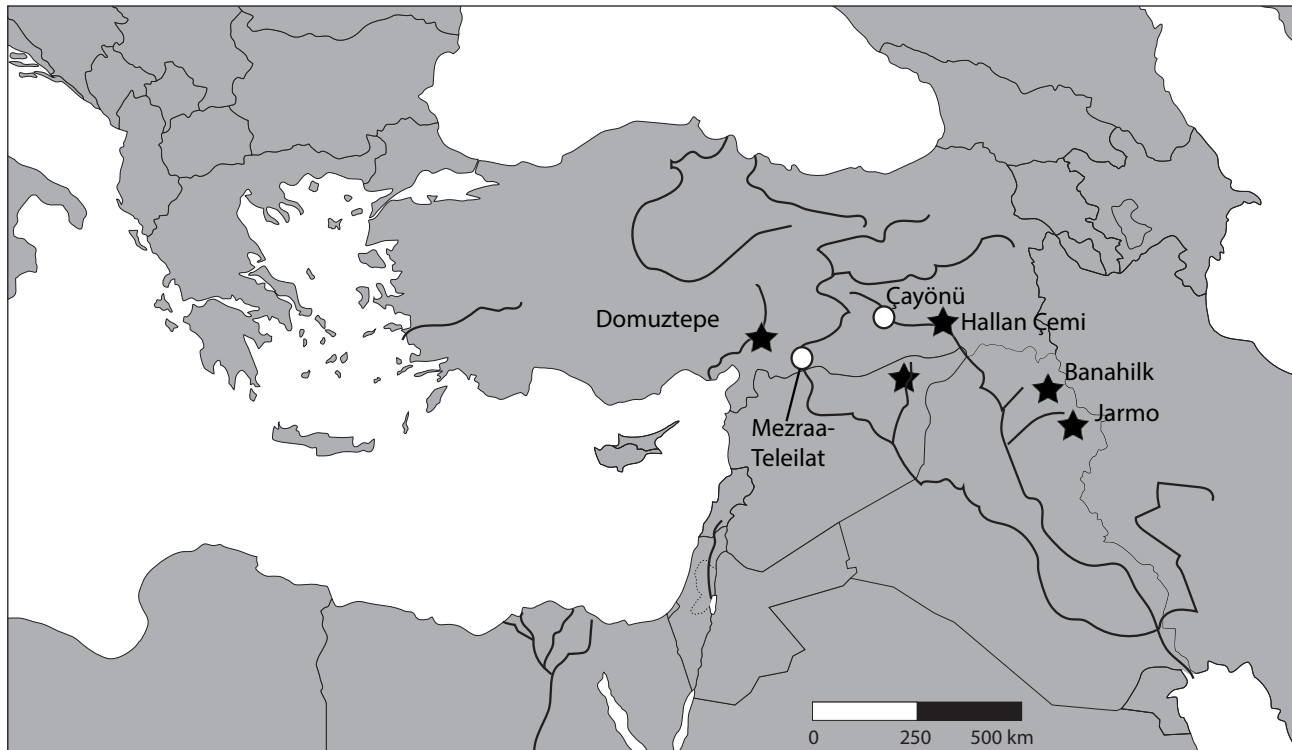 Çayönü
Domuztepe
Hallan Çemi
Banahilk
Jarmo
Mezraa-
Teleilat
0 250 500 km